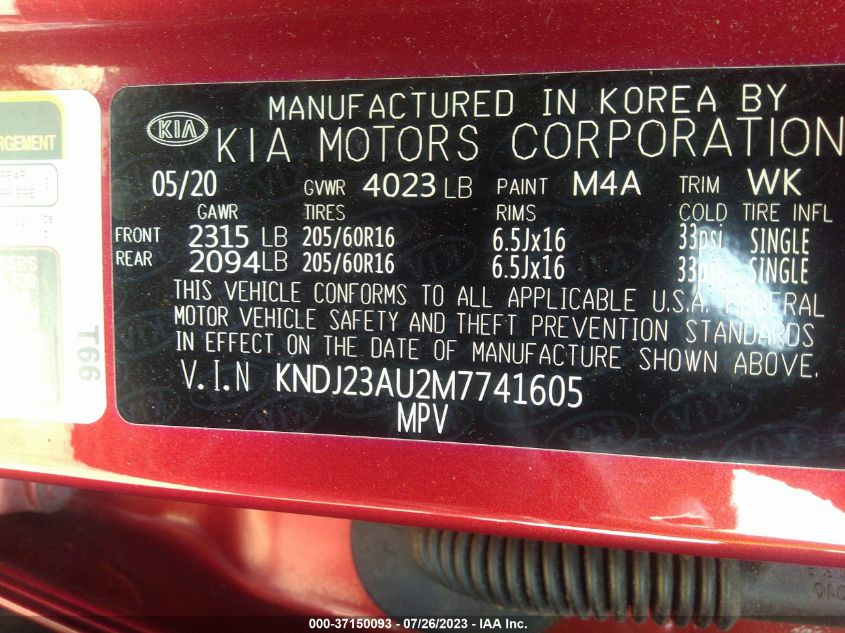 MANUFACTURED IN KOREA BY
KIA KIA MOTORS CORPORATION
05/20 GVWR 4023 LB PAINT M4A TRIM WK
GAWR TIRES RIMS COLD TIRE INFL
FRONT 2315 LB 205/60R16 6.5Jx16 33psi SINGLE
REAR 2094LB 205/60R16 6.5Jx16 33psi SINGLE
THIS VEHICLE CONFORMS TO ALL APPLICABLE U.S.A. FEDERAL
MOTOR VEHICLE SAFETY AND THEFT PREVENTION STANDARDS
IN EFFECT ON THE DATE OF MANUFACTURE SHOWN ABOVE.
V.I.N KNDJ23AU2M7741605
MPV
T66
000-37150093 - 07/26/2023 - IAA Inc.